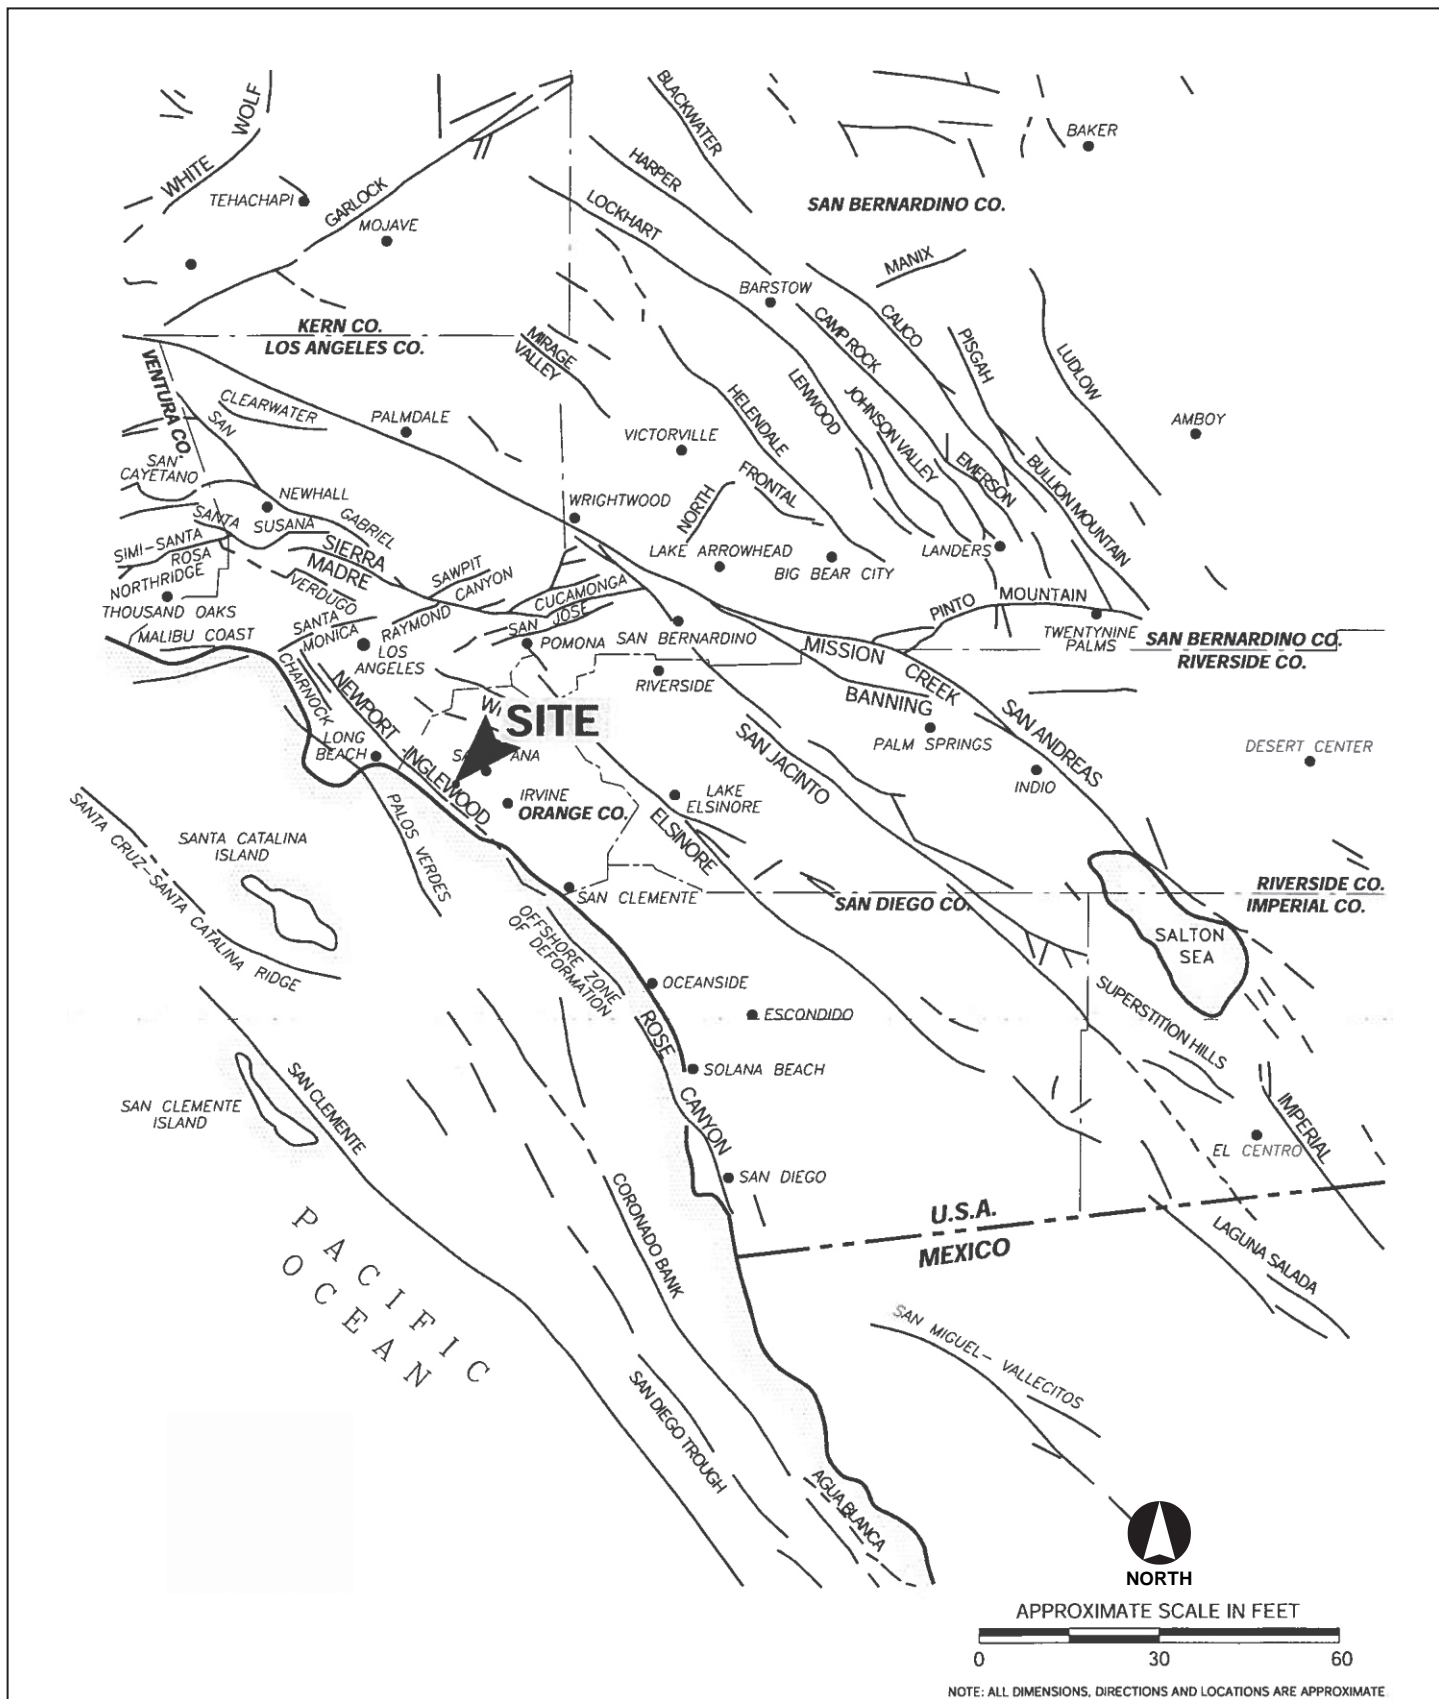 BLACKWATER
WHITE WOLF
BAKER
HARPER
TEHACHAPI
GARLOCK
LOCKHART
SAN BERNARDINO CO.
MOJAVE
MANIX
BARSTOW
KERN CO.
LOS ANGELES CO.
CAMP ROCK
CALICO
PISGAH
LUDLOW
MIRAGE
VALLEY
VENTURA CO.
CLEARWATER
SAN
GABRIEL
PALMDALE
VICTORVILLE
HELENDALE
LENWOOD
JOHNSON VALLEY
EMERSON
BULLION MOUNTAIN
AMBOY
SAN
CAYETANO
NEWHALL
WRIGHTWOOD
NORTH
FRONTAL
SANTA
SUSANA
SIMI-SANTA
ROSA
NORTHRIDGE
SIERRA
MADRE
SAWPIT
CANYON
LAKE ARROWHEAD
BIG BEAR CITY
LANDERS
VERDUGO
CUCAMONGA
THOUSAND OAKS
MALIBU COAST
SANTA
MONICA
RAYMOND
SAN
JOSE
PINTO
MOUNTAIN
TWENTYNINE
PALMS
LOS
ANGELES
POMONA
SAN BERNARDINO
SAN BERNARDINO CO.
RIVERSIDE CO.
MISSION
CREEK
BANNING
RIVERSIDE
CHARNOCK
NEWPORT
-INGLEWOOD
SITE
SAN ANDREAS
PALM SPRINGS
SAN JACINTO
LONG
BEACH
DESERT CENTER
INDIO
IRVINE
ORANGE CO.
LAKE
ELSINORE
ELSINORE
PALOS VERDES
SANTA CRUZ-SANTA CATALINA
RIDGE
SANTA CATALINA
ISLAND
SAN CLEMENTE
SAN DIEGO CO.
RIVERSIDE CO.
IMPERIAL CO.
OFFSHORE ZONE
OF DEFORMATION
SALTON
SEA
OCEANSIDE
ESCONDIDO
ROSE
CANYON
SUPERSTITION HILLS
SOLANA BEACH
SAN CLEMENTE
SAN CLEMENTE
ISLAND
IMPERIAL
EL CENTRO
SAN DIEGO
CORONADO BANK
U.S.A.
MEXICO
LAGUNA SALADA
PACIFIC
OCEAN
SAN MIGUEL- VALLECITOS
SAN DIEGO TROUGH
AGUA BLANCA
NORTH
APPROXIMATE SCALE IN FEET
0 30 60
NOTE: ALL DIMENSIONS, DIRECTIONS AND LOCATIONS ARE APPROXIMATE